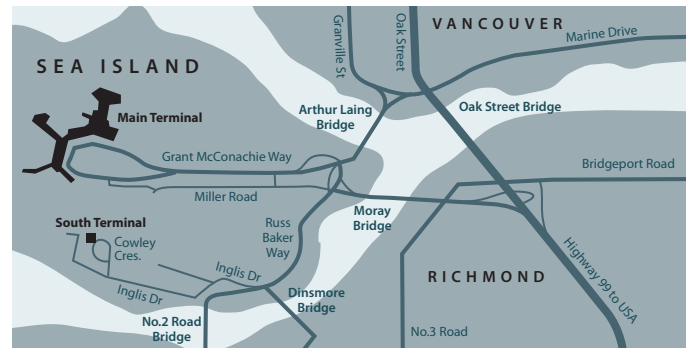 VANCOUVER
Granville St
Oak Street
Marine Drive
SEA ISLAND
Main Terminal
Arthur Laing
Bridge
Oak Street Bridge
Grant McConachie Way
Bridgeport Road
Miller Road
South Terminal
Cowley
Cres.
Russ
Baker
Way
Moray
Bridge
Highway 99 to USA
Inglis Dr
Inglis Dr
Dinsmore
Bridge
RICHMOND
No.2 Road
Bridge
No.3 Road